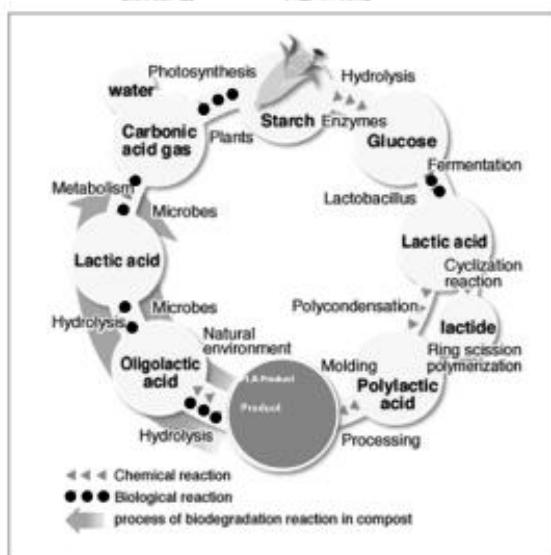 Photosynthesis
Hydrolysis
water
Starch
Enzymes
Carbonic
acid gas
Plants
Glucose
Fermentation
Metabolism
Microbes
Lactobacillus
Lactic acid
Lactic acid
Cyclization
reaction
Microbes
Hydrolysis
Polycondensation
lactide
Natural
environment
Oligolactic
acid
Ring scission
polymerization
Molding
Polylactic
acid
Product
Product
Hydrolysis
Processing
Chemical reaction
Biological reaction
process of biodegradation reaction in compost